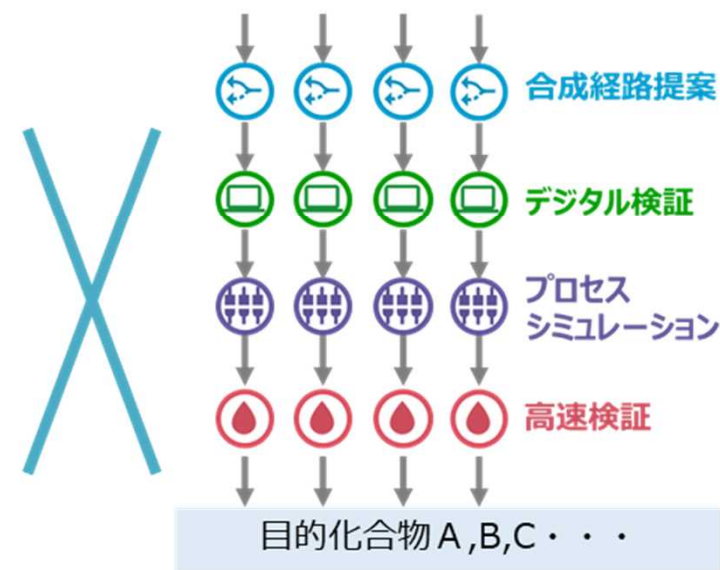 合成経路提案
デジタル検証
プロセス
シミュレーション
高速検証
目的化合物A,B,C・・・